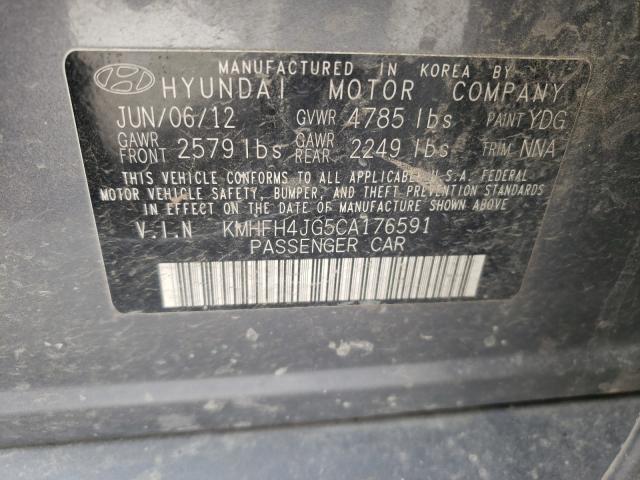 MANUFACTURED IN KOREA BY
HYUNDAI MOTOR COMPANY
JUN/06/12 GVWR 4785 lbs PAINT YDG
GAWR FRONT 2579 lbs GAWR REAR 2249 lbs TRIM NNA
THIS VEHICLE CONFORMS TO ALL APPLICABLE U.S.A. FEDERAL
MOTOR VEHICLE SAFETY, BUMPER, AND THEFT PREVENTION STANDARDS
IN EFFECT ON THE DATE OF MANUFACTURE SHOWN ABOVE.
V.I.N KMHFH4JG5CA176591
PASSENGER CAR